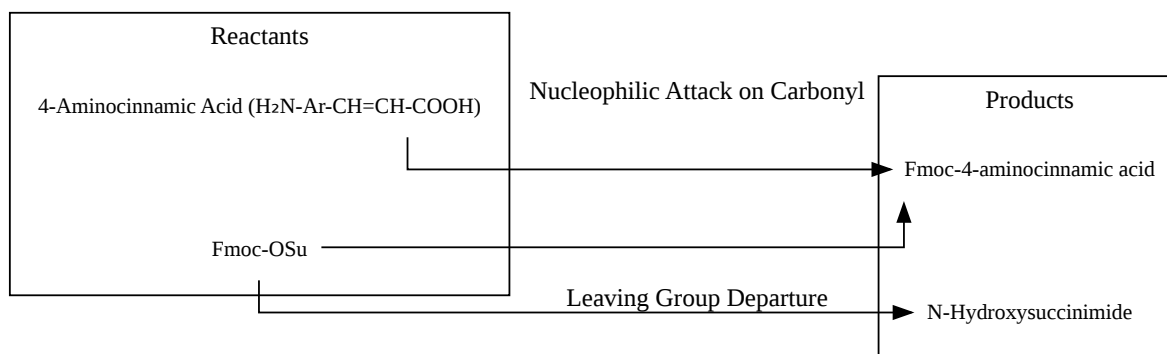 Reactants
4-Aminocinnamic Acid (H₂N-Ar-CH=CH-COOH)
Nucleophilic Attack on Carbonyl
Products
Fmoc-4-aminocinnamic acid
Fmoc-OSu
Leaving Group Departure
N-Hydroxysuccinimide